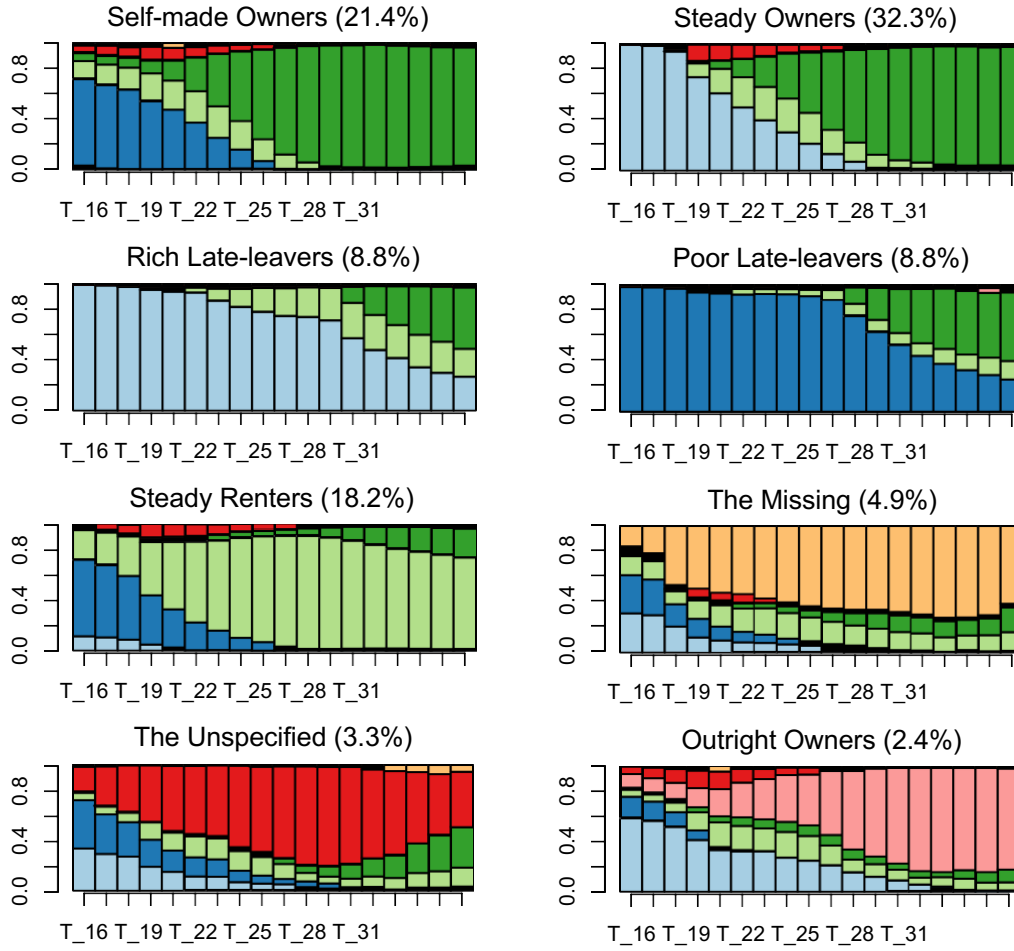 Self-made Owners (21.4%)
0.0 0.4 0.8
T_16 T_19 T_22 T_25 T_28 T_31
Steady Owners (32.3%)
0.0 0.4 0.8
T_16 T_19 T_22 T_25 T_28 T_31
Rich Late-leavers (8.8%)
0.0 0.4 0.8
T_16 T_19 T_22 T_25 T_28 T_31
Poor Late-leavers (8.8%)
0.0 0.4 0.8
T_16 T_19 T_22 T_25 T_28 T_31
Steady Renters (18.2%)
0.0 0.4 0.8
T_16 T_19 T_22 T_25 T_28 T_31
The Missing (4.9%)
0.0 0.4 0.8
T_16 T_19 T_22 T_25 T_28 T_31
The Unspecified (3.3%)
0.0 0.4 0.8
T_16 T_19 T_22 T_25 T_28 T_31
Outright Owners (2.4%)
0.0 0.4 0.8
T_16 T_19 T_22 T_25 T_28 T_31